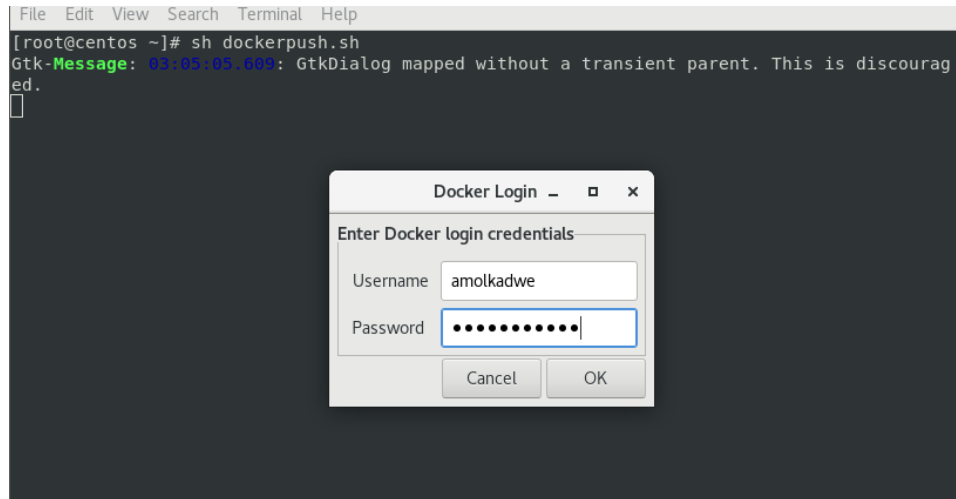 File Edit View Search Terminal Help
[root@centos ~]# sh dockerpush.sh
Gtk-Message: 03:05:05.609: GtkDialog mapped without a transient parent. This is discourag
ed.
Docker Login
Enter Docker login credentials
Username amolkadwe
Password ●●●●●●●●●●●
Cancel OK